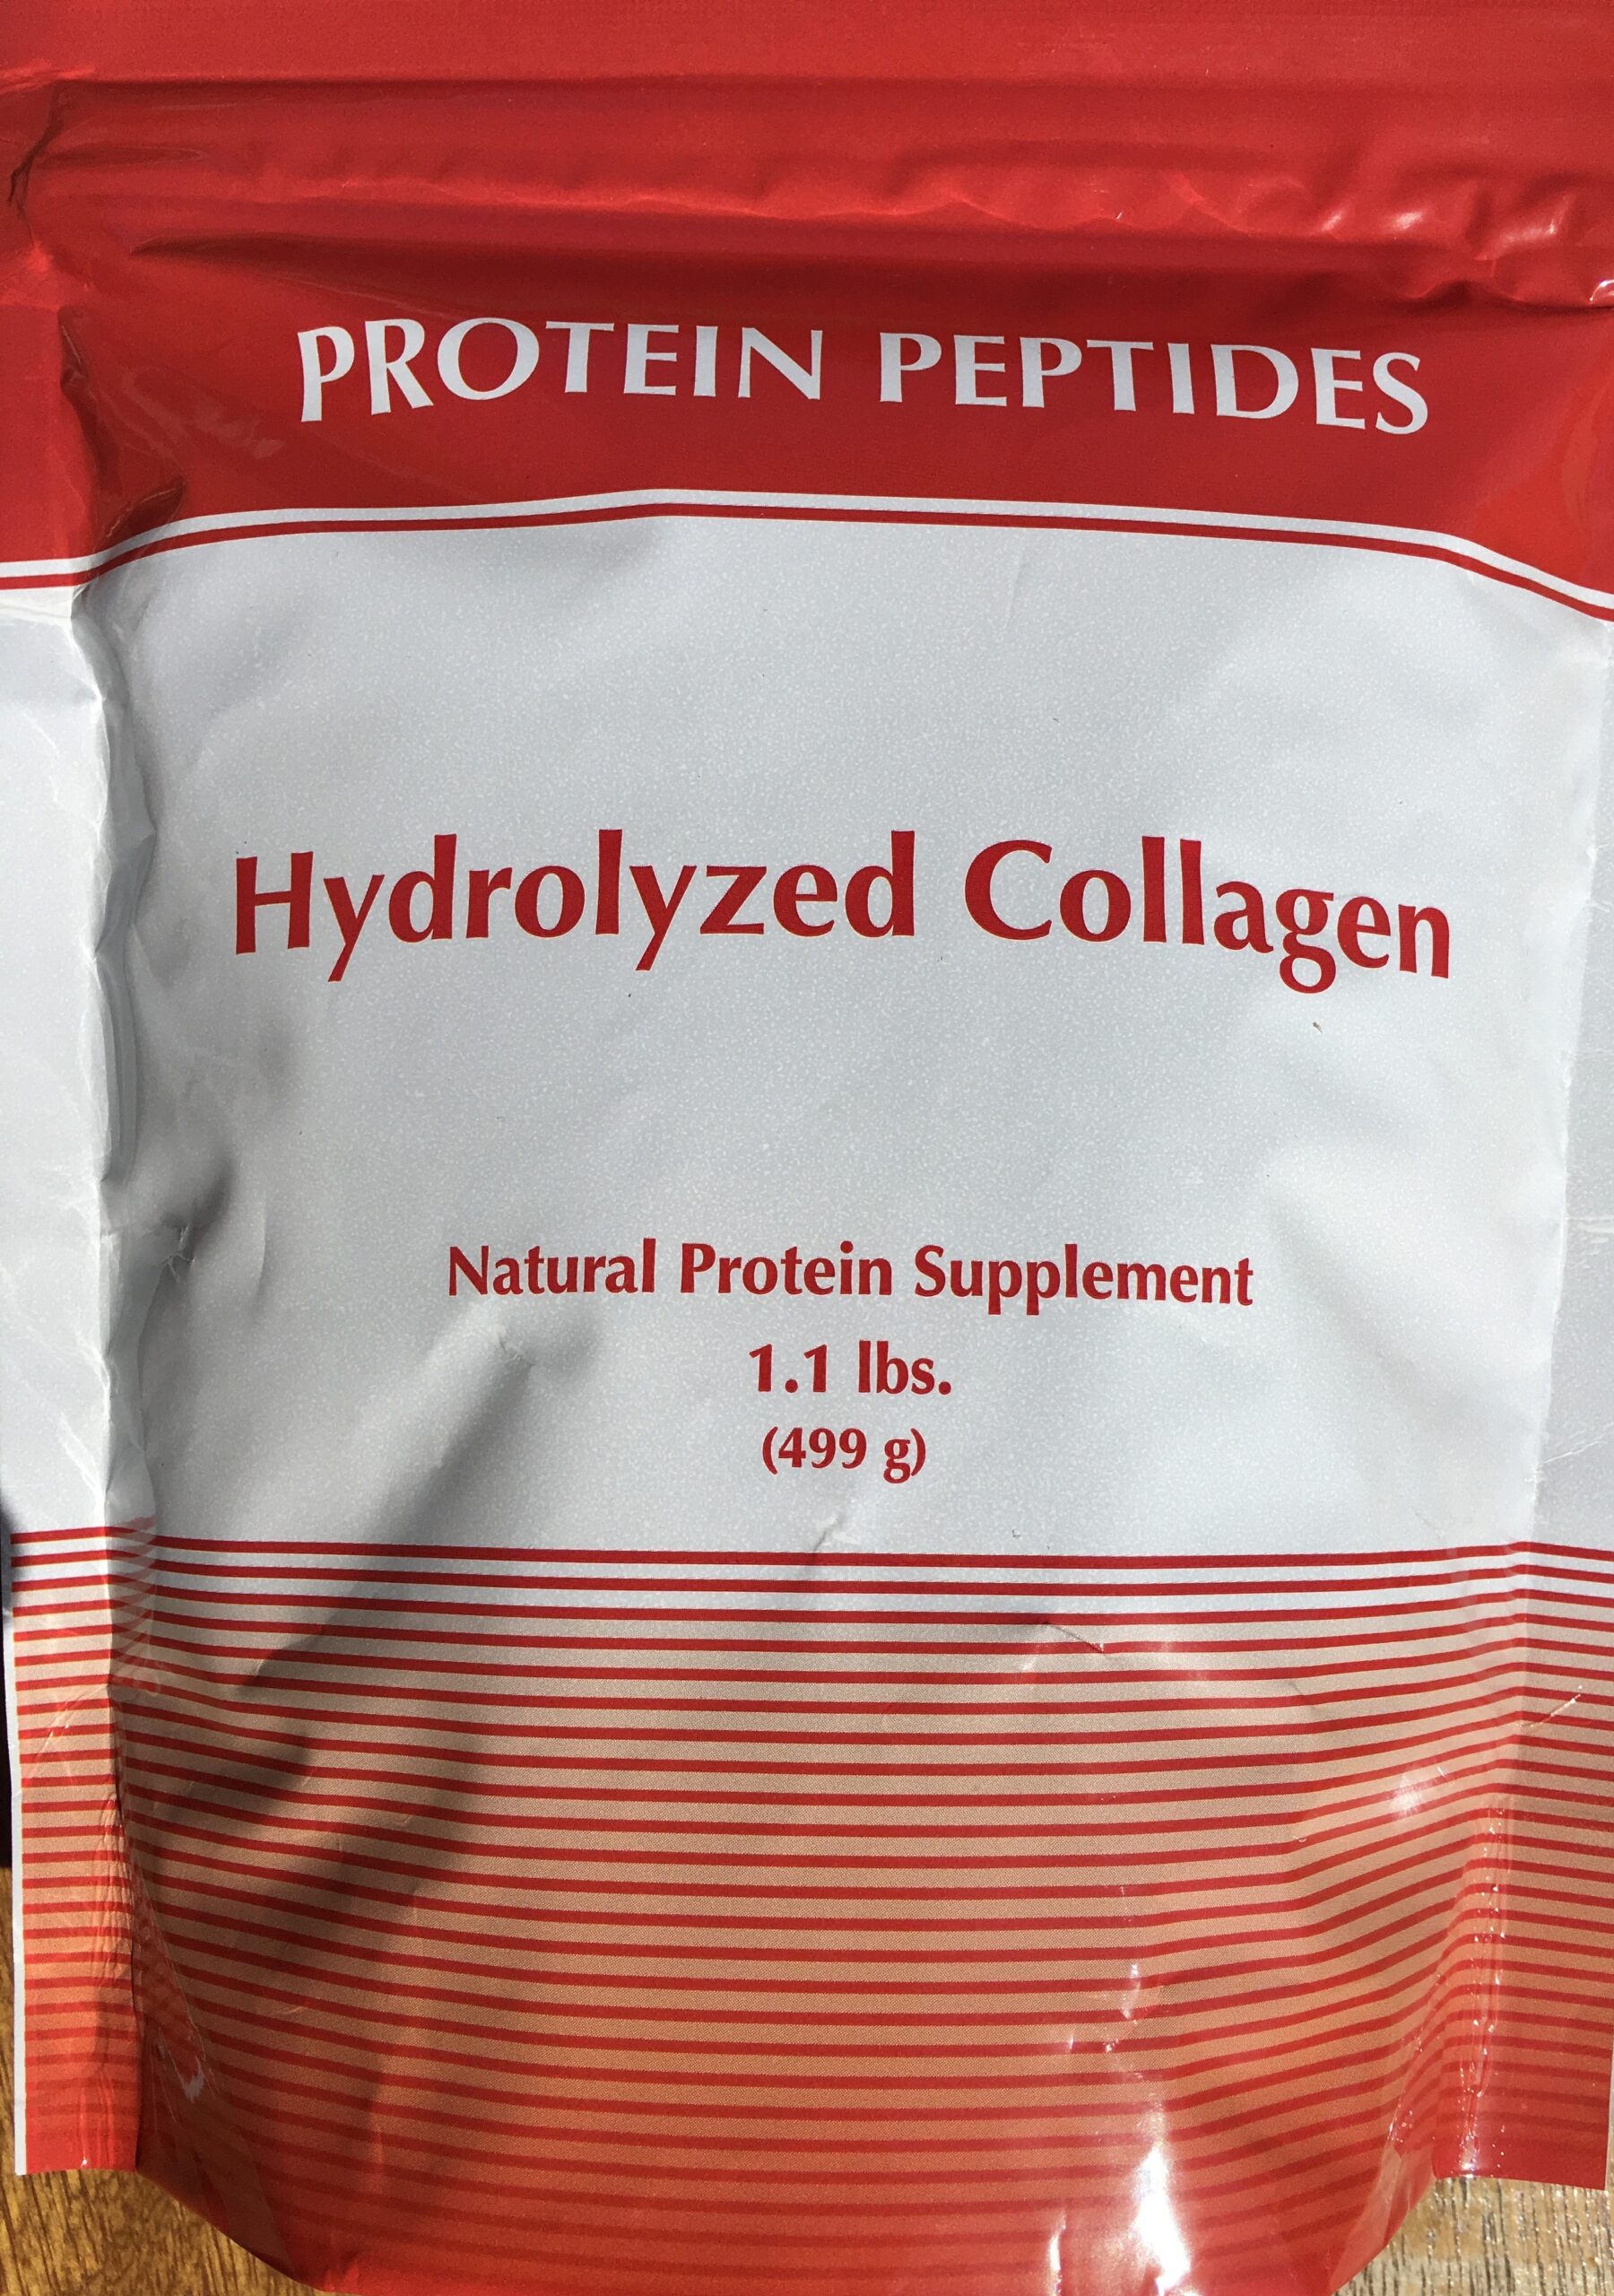 PROTEIN PEPTIDES
Hydrolyzed Collagen
Natural Protein Supplement
1.1 lbs.
(499 g)